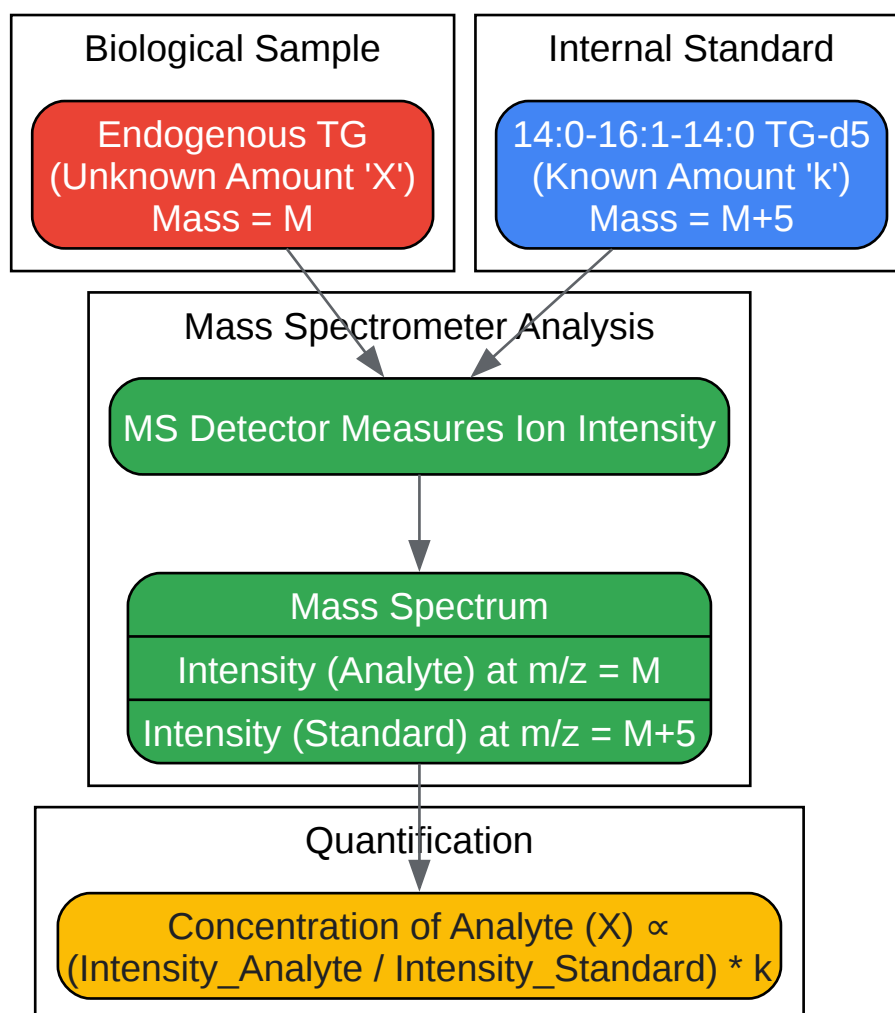 Biological Sample
Internal Standard
Endogenous TG
(Unknown Amount 'X')
Mass = M
14:0-16:1-14:0 TG-d5
(Known Amount 'k')
Mass = M+5
Mass Spectrometer Analysis
MS Detector Measures Ion Intensity
Mass Spectrum
Intensity (Analyte) at m/z = M
Intensity (Standard) at m/z = M+5
Quantification
Concentration of Analyte (X) ∝
(Intensity_Analyte / Intensity_Standard) * k